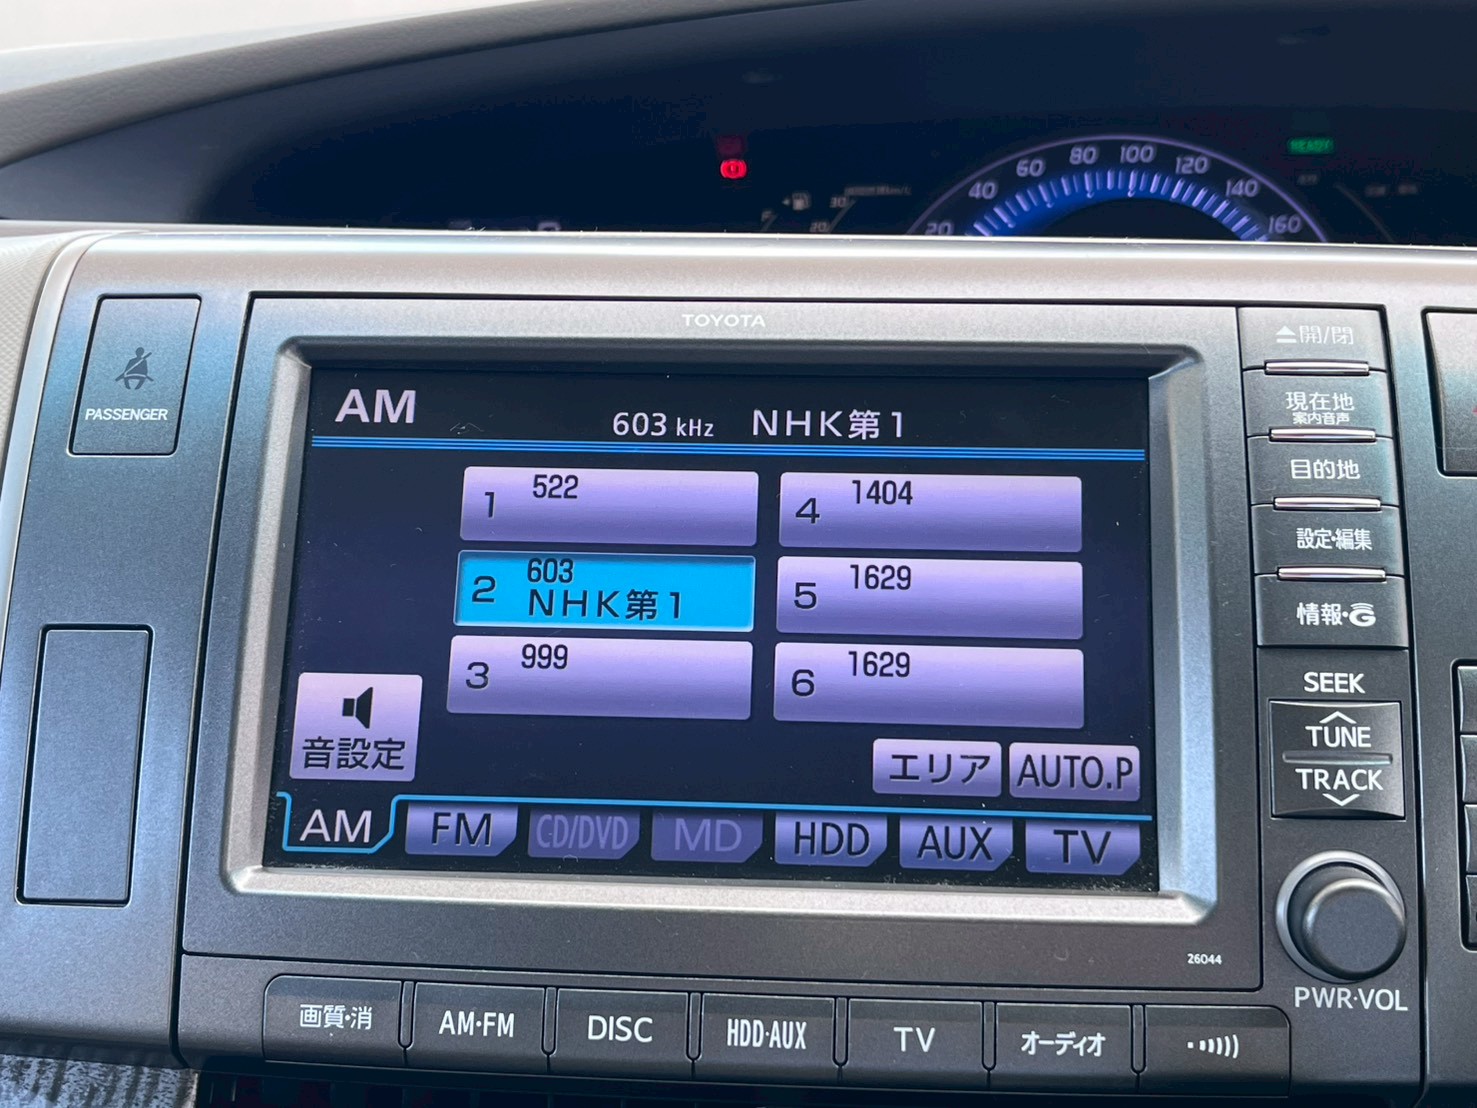 40 60 80 100 120 140 160
20
READY
TOYOTA
PASSENGER
AM
603 kHz NHK第1
1 522
4 1404
2 603
NHK第1
5 1629
3 999
6 1629
音設定
エリア
AUTO.P
AM
FM
CD/DVD
MD
HDD
AUX
TV
26044
開/閉
現在地
案内音声
目的地
設定・編集
情報・G
SEEK
TUNE
TRACK
PWR・VOL
画質・消
AM・FM
DISC
HDD・AUX
TV
オーディオ